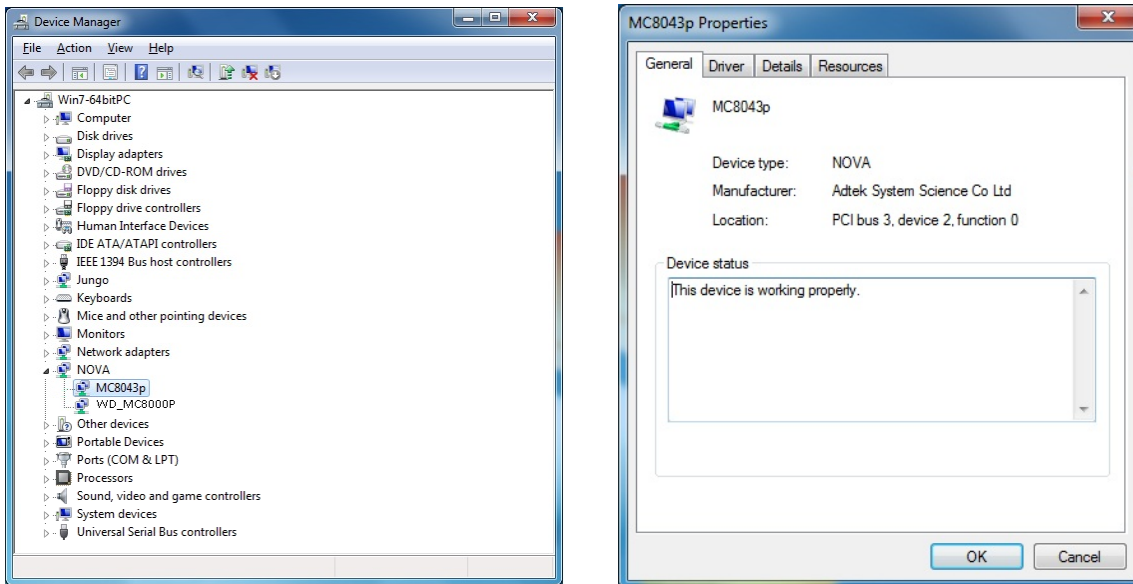 Device Manager
File Action View Help
Win7-64bitPC
Computer
Disk drives
Display adapters
DVD/CD-ROM drives
Floppy disk drives
Floppy drive controllers
Human Interface Devices
IDE ATA/ATAPI controllers
IEEE 1394 Bus host controllers
Jungo
Keyboards
Mice and other pointing devices
Monitors
Network adapters
NOVA
MC8043p
WD_MC8000P
Other devices
Portable Devices
Ports (COM & LPT)
Processors
Sound, video and game controllers
System devices
Universal Serial Bus controllers
MC8043p Properties
General Driver Details Resources
MC8043p
Device type: NOVA
Manufacturer: Adtek System Science Co Ltd
Location: PCI bus 3, device 2, function 0
Device status
This device is working properly.
OK Cancel